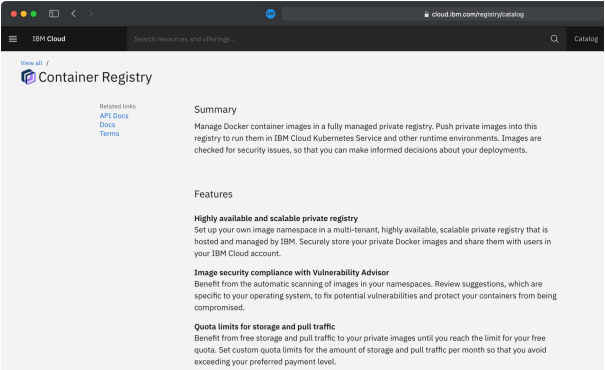 cloud.ibm.com/registry/catalog
IBM Cloud
Search resources and offerings...
Catalog
View all /
Container Registry
Related links
API Docs
Docs
Terms
Summary
Manage Docker container images in a fully managed private registry. Push private images into this
registry to run them in IBM Cloud Kubernetes Service and other runtime environments. Images are
checked for security issues, so that you can make informed decisions about your deployments.
Features
Highly available and scalable private registry
Set up your own image namespace in a multi-tenant, highly available, scalable private registry that is
hosted and managed by IBM. Securely store your private Docker images and share them with users in
your IBM Cloud account.
Image security compliance with Vulnerability Advisor
Benefit from the automatic scanning of images in your namespaces. Review suggestions, which are
specific to your operating system, to fix potential vulnerabilities and protect your containers from being
compromised.
Quota limits for storage and pull traffic
Benefit from free storage and pull traffic to your private images until you reach the limit for your free
quota. Set custom quota limits for the amount of storage and pull traffic per month so that you avoid
exceeding your preferred payment level.